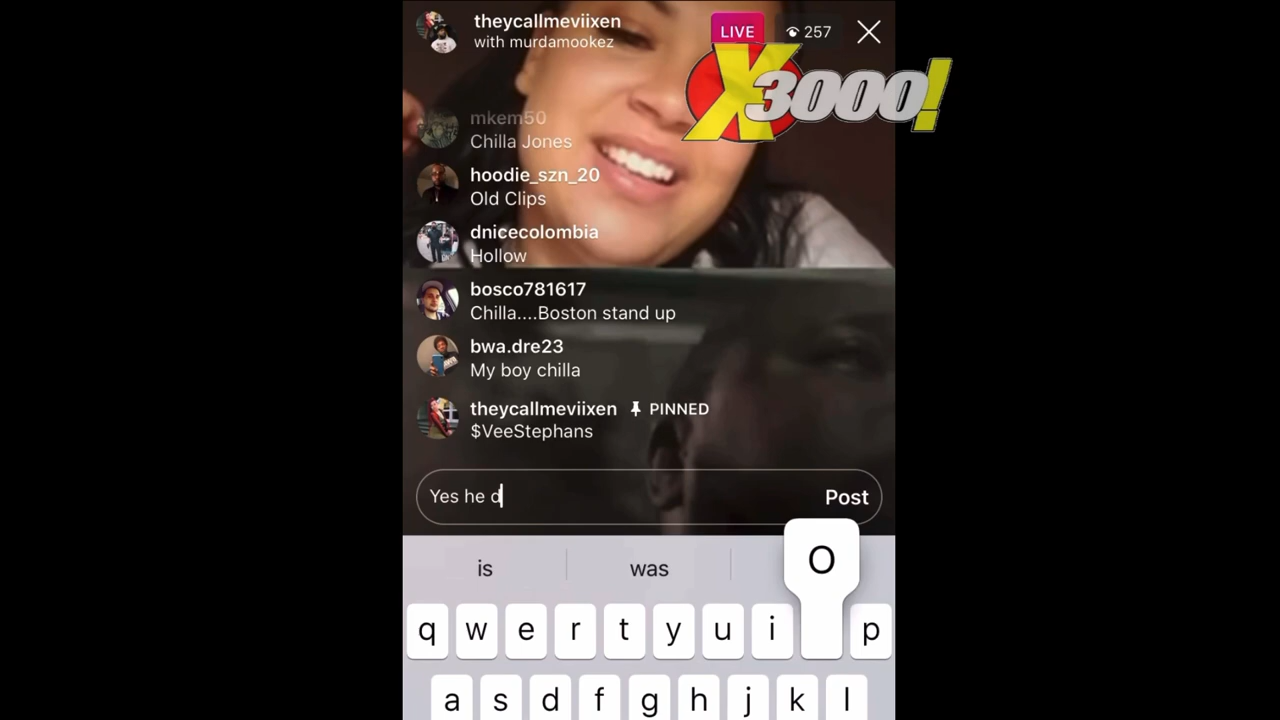 theycallmeviixen
with murdamookez
LIVE
257
X3000!
mkem50
Chilla Jones
hoodie_szn_20
Old Clips
dnicecolombia
Hollow
bosco781617
Chilla....Boston stand up
bwa.dre23
My boy chilla
theycallmeviixen PINNED
$VeeStephans
Yes he d
Post
is was
O
q w e r t y u i p
a s d f g h j k l